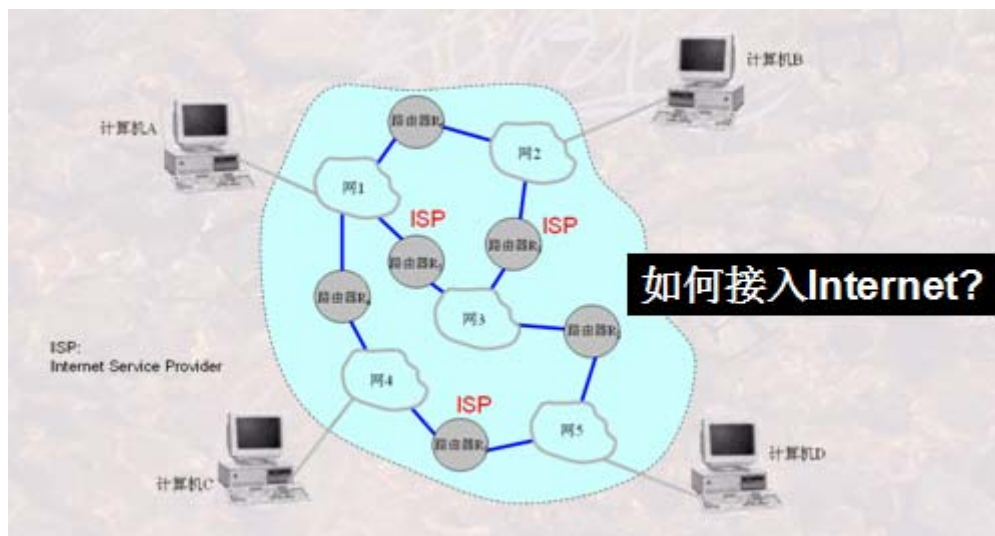 计算机B
计算机A
路由器R
网2
网1
ISP
ISP
路由器R
路由器R
如何接入Internet?
路由器R
网3
路由器R
ISP:
Internet Service Provider
网4
ISP
网5
路由器R
计算机D
计算机C